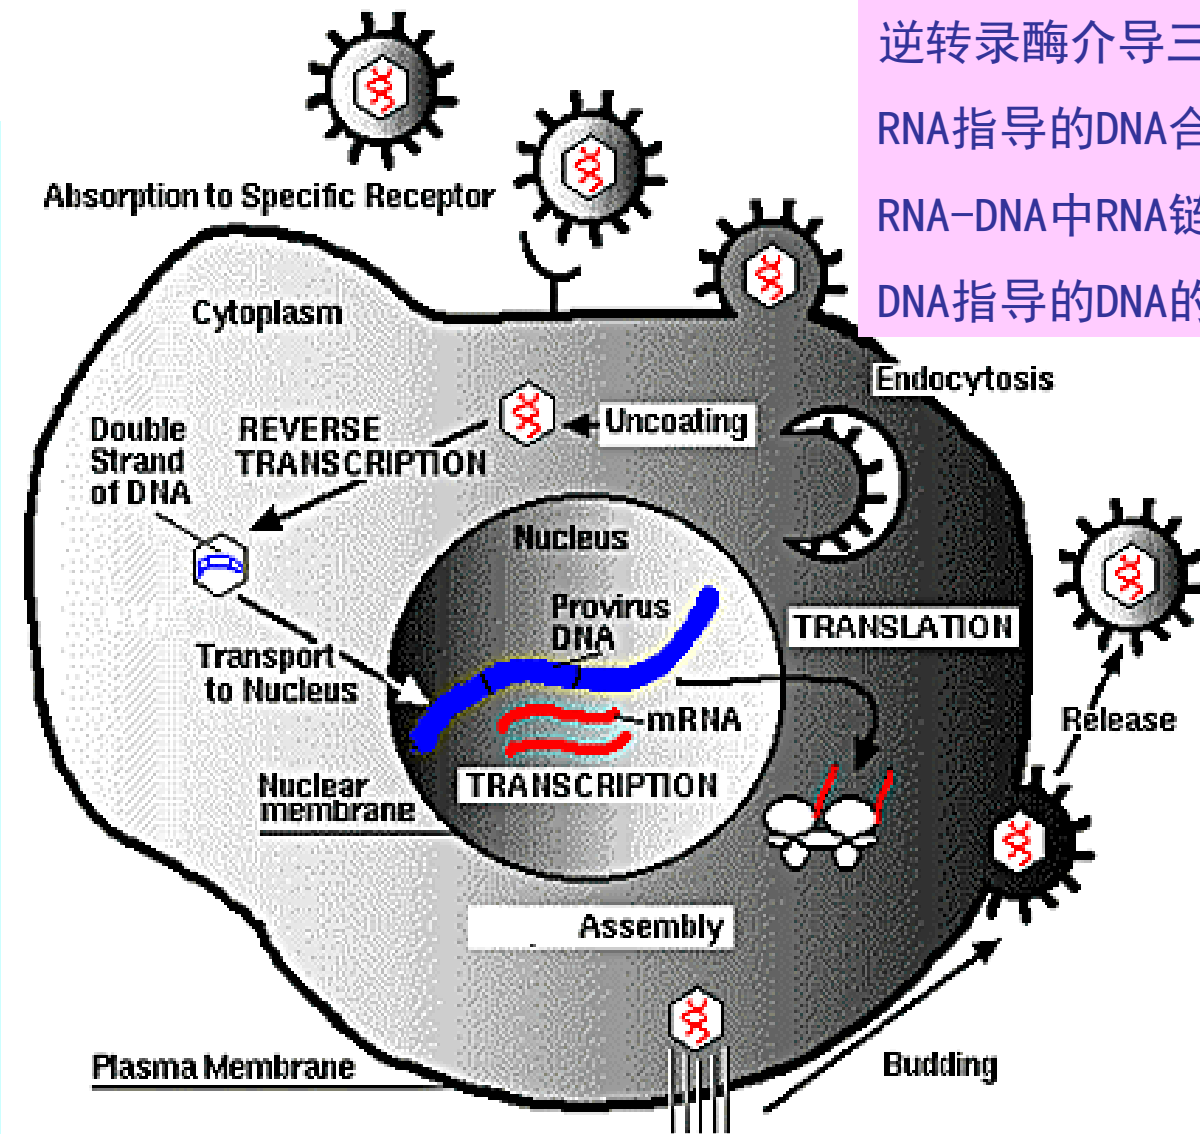 逆转录酶介导三
RNA指导的DNA合
RNA-DNA中RNA链
DNA指导的DNA的
Absorption to Specific Receptor
Cytoplasm
Endocytosis
Uncoating
Double
Strand
of DNA
REVERSE
TRANSCRIPTION
Nucleus
Provirus
DNA
TRANSLATION
Transport
to Nucleus
mRNA
Release
Nuclear
membrane
TRANSCRIPTION
Assembly
Plasma Membrane
Budding